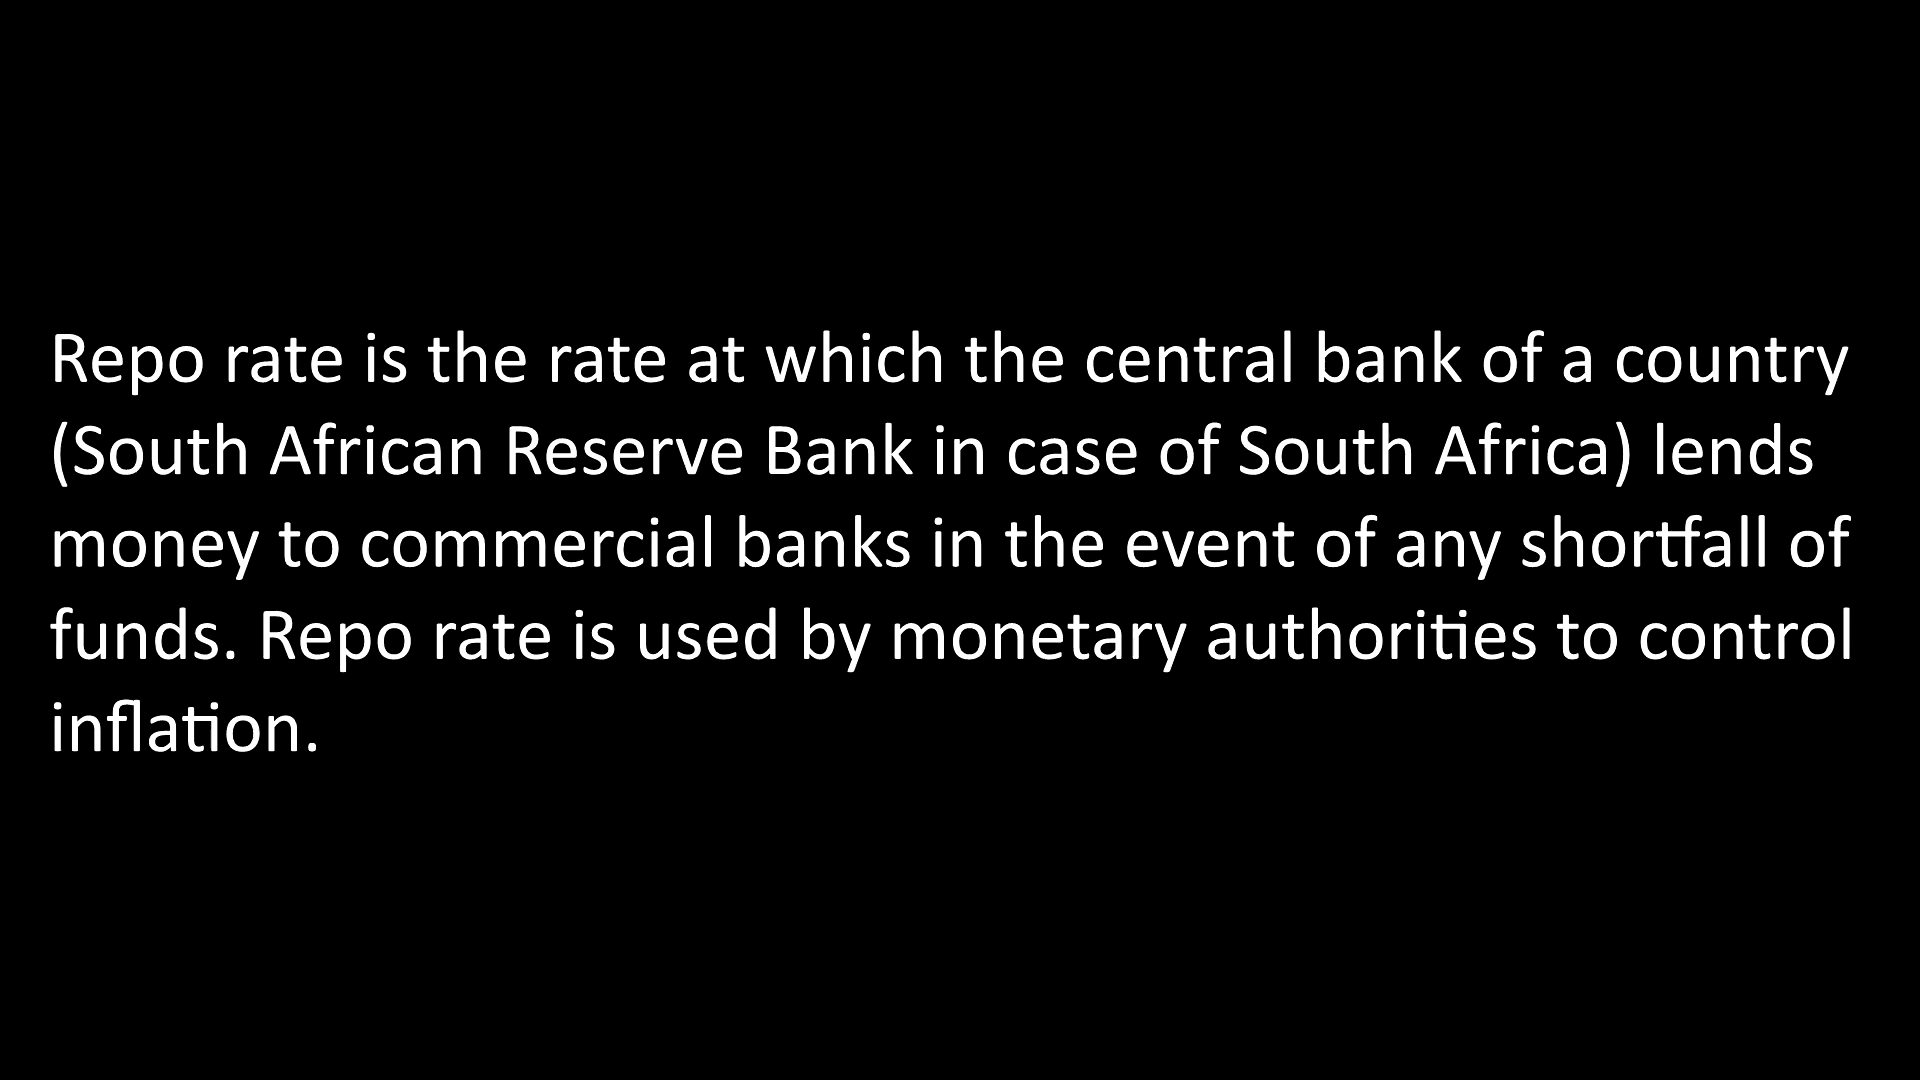 Repo rate is the rate at which the central bank of a country
(South African Reserve Bank in case of South Africa) lends
money to commercial banks in the event of any shortfall of
funds. Repo rate is used by monetary authorities to control
inflation.